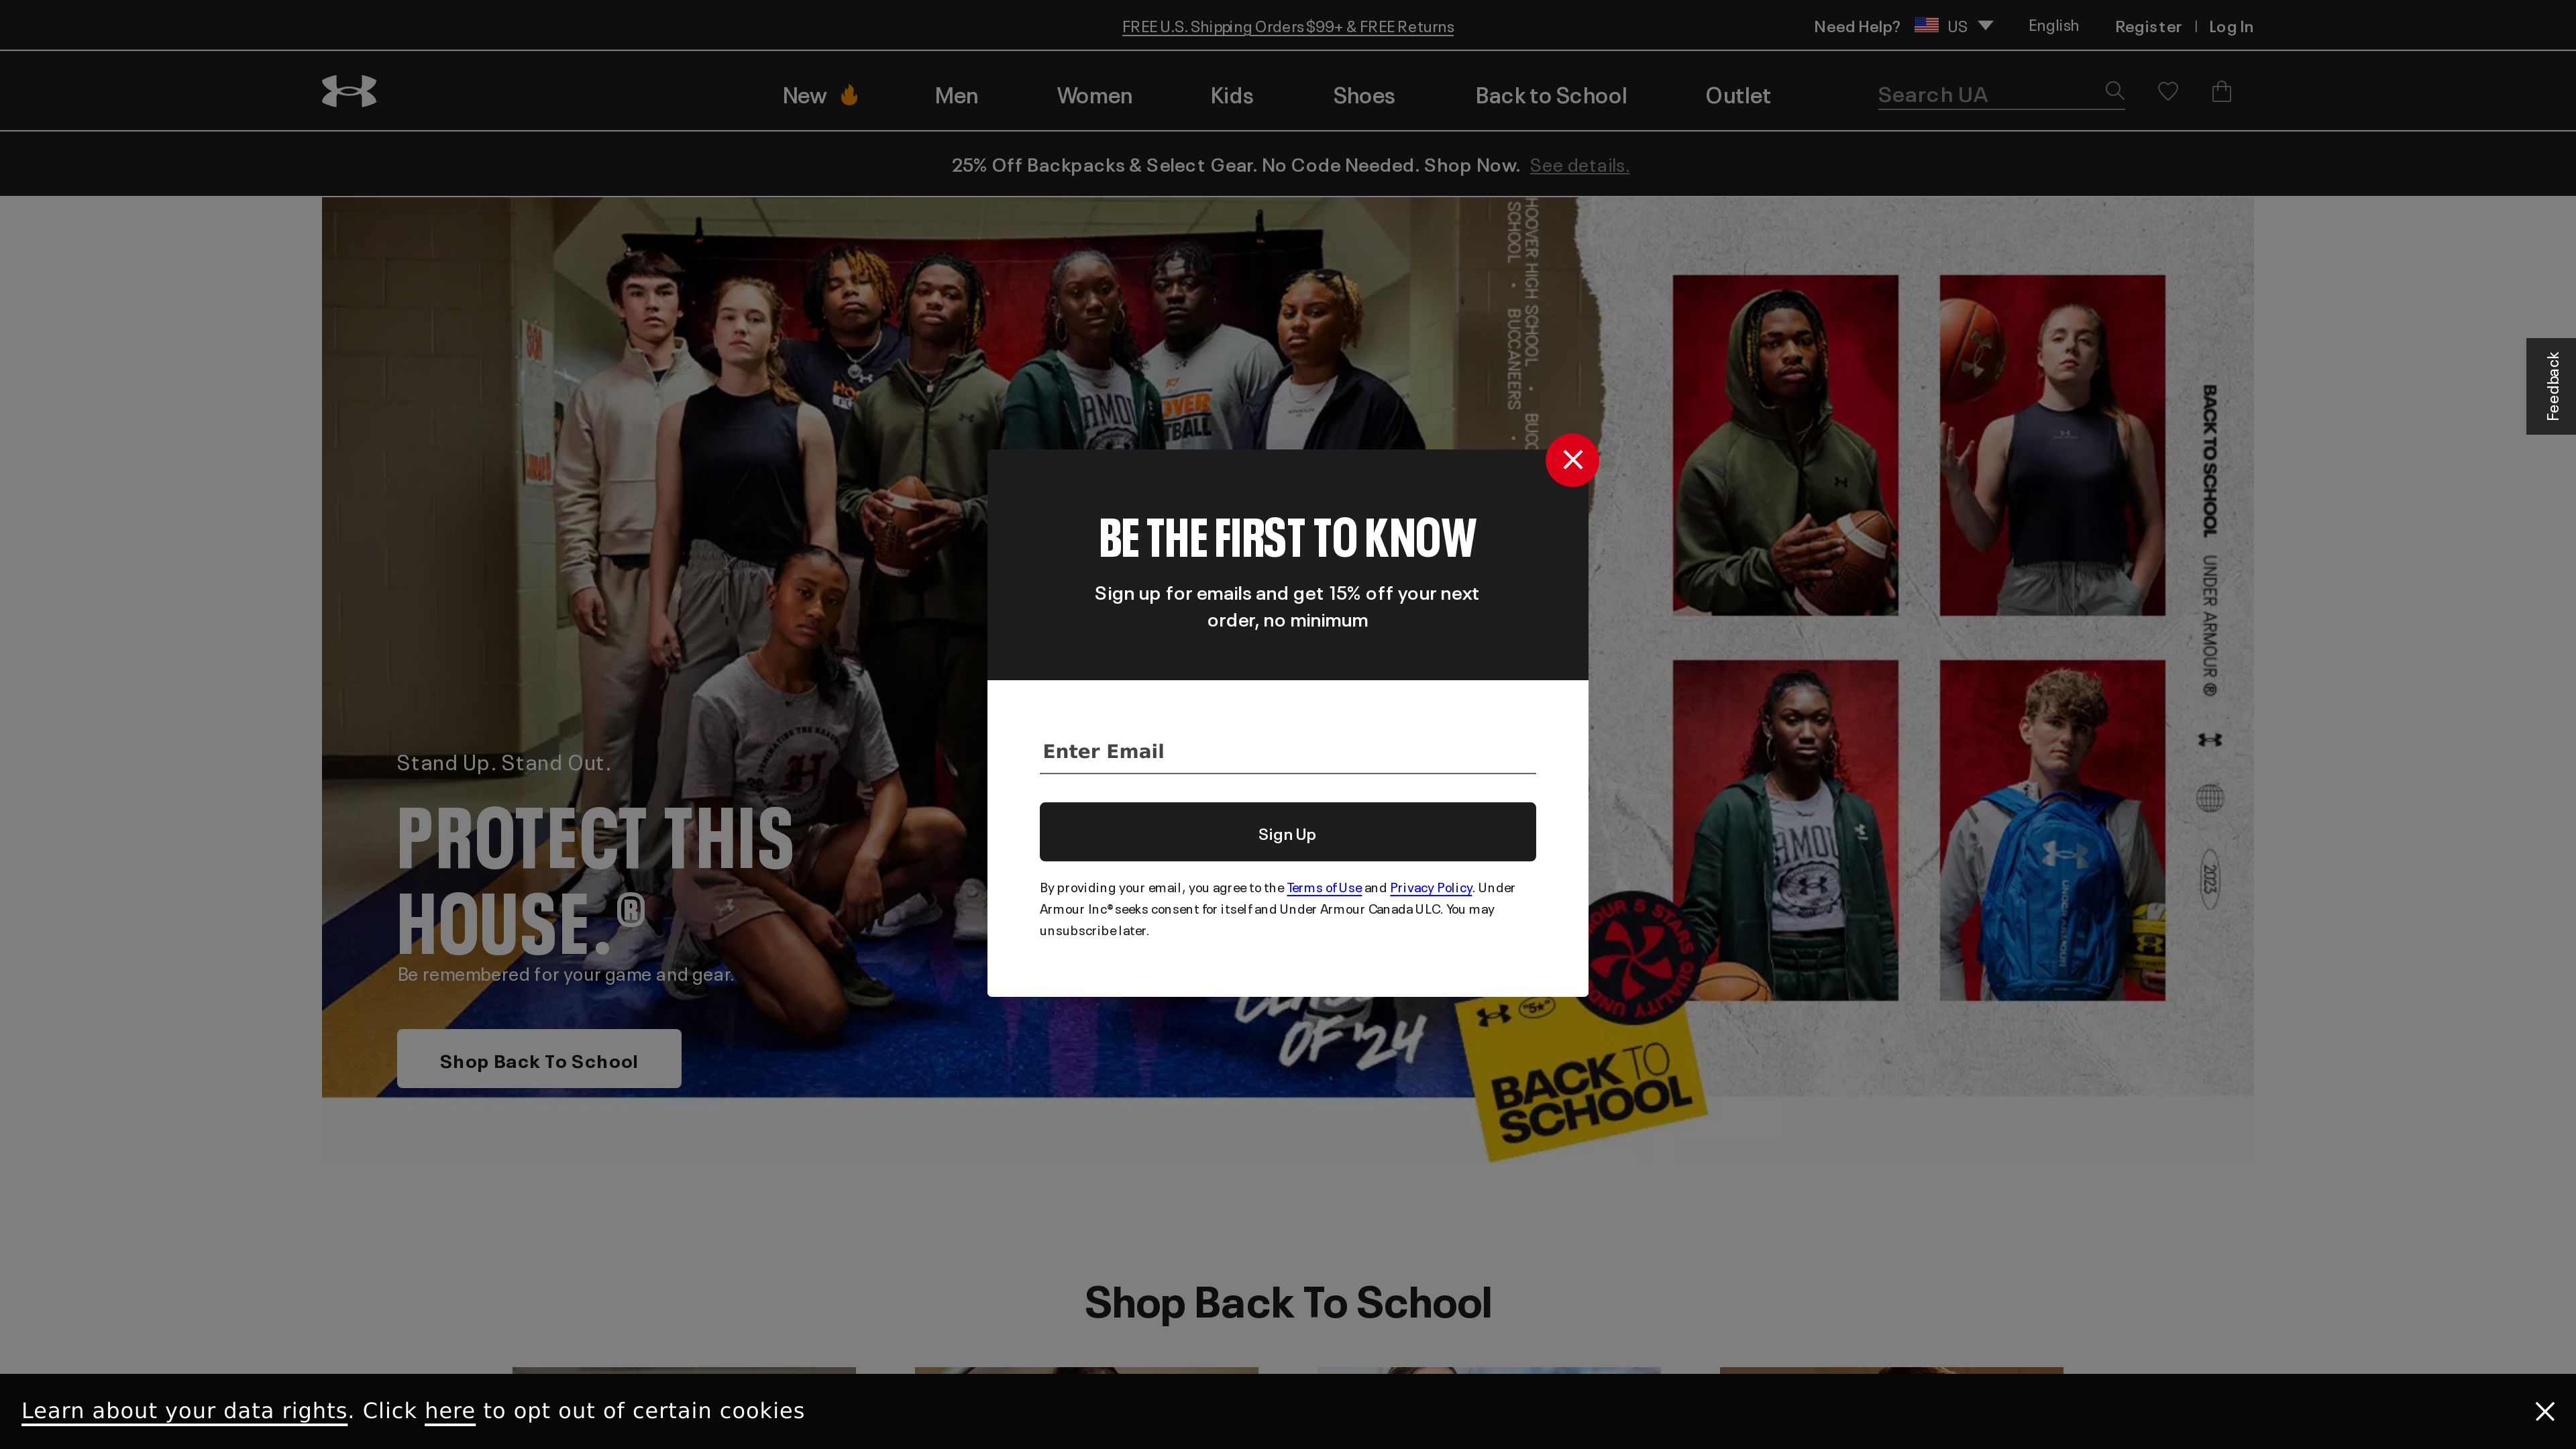 FREE U.S. Shipping Orders $99+ & FREE Returns
Need Help?
US
English
Register | Log In
New
Men
Women
Kids
Shoes
Back to School
Outlet
Search UA
25% Off Backpacks & Select Gear. No Code Needed. Shop Now. See details.
HOOVER HIGH SCHOOL • BUCC
SCHOOL • BUCCANEERS •
BACK TO SCHOOL UNDER ARMOUR ®
2023
Feedback
BE THE FIRST TO KNOW
Sign up for emails and get 15% off your next
order, no minimum
Enter Email
Sign Up
By providing your email, you agree to the Terms of Use and Privacy Policy. Under
Armour Inc® seeks consent for itself and Under Armour Canada ULC. You may
unsubscribe later.
Stand Up. Stand Out.
PROTECT THIS
HOUSE.®
Be remembered for your game and gear.
Shop Back To School
OF '24
5 STARS
QUALITY
BACK TO
SCHOOL
Shop Back To School
Learn about your data rights. Click here to opt out of certain cookies